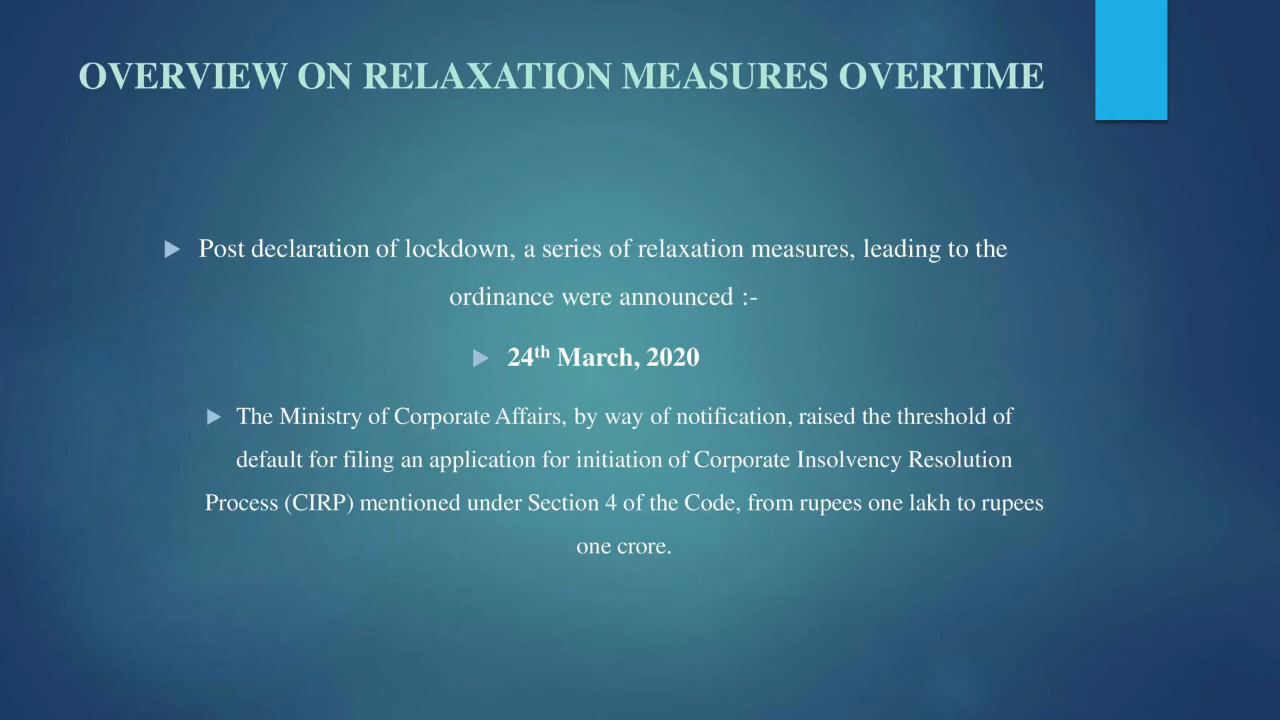 OVERVIEW ON RELAXATION MEASURES OVERTIME
Post declaration of lockdown, a series of relaxation measures, leading to the
ordinance were announced :-
24th March, 2020
The Ministry of Corporate Affairs, by way of notification, raised the threshold of
default for filing an application for initiation of Corporate Insolvency Resolution
Process (CIRP) mentioned under Section 4 of the Code, from rupees one lakh to rupees
one crore.